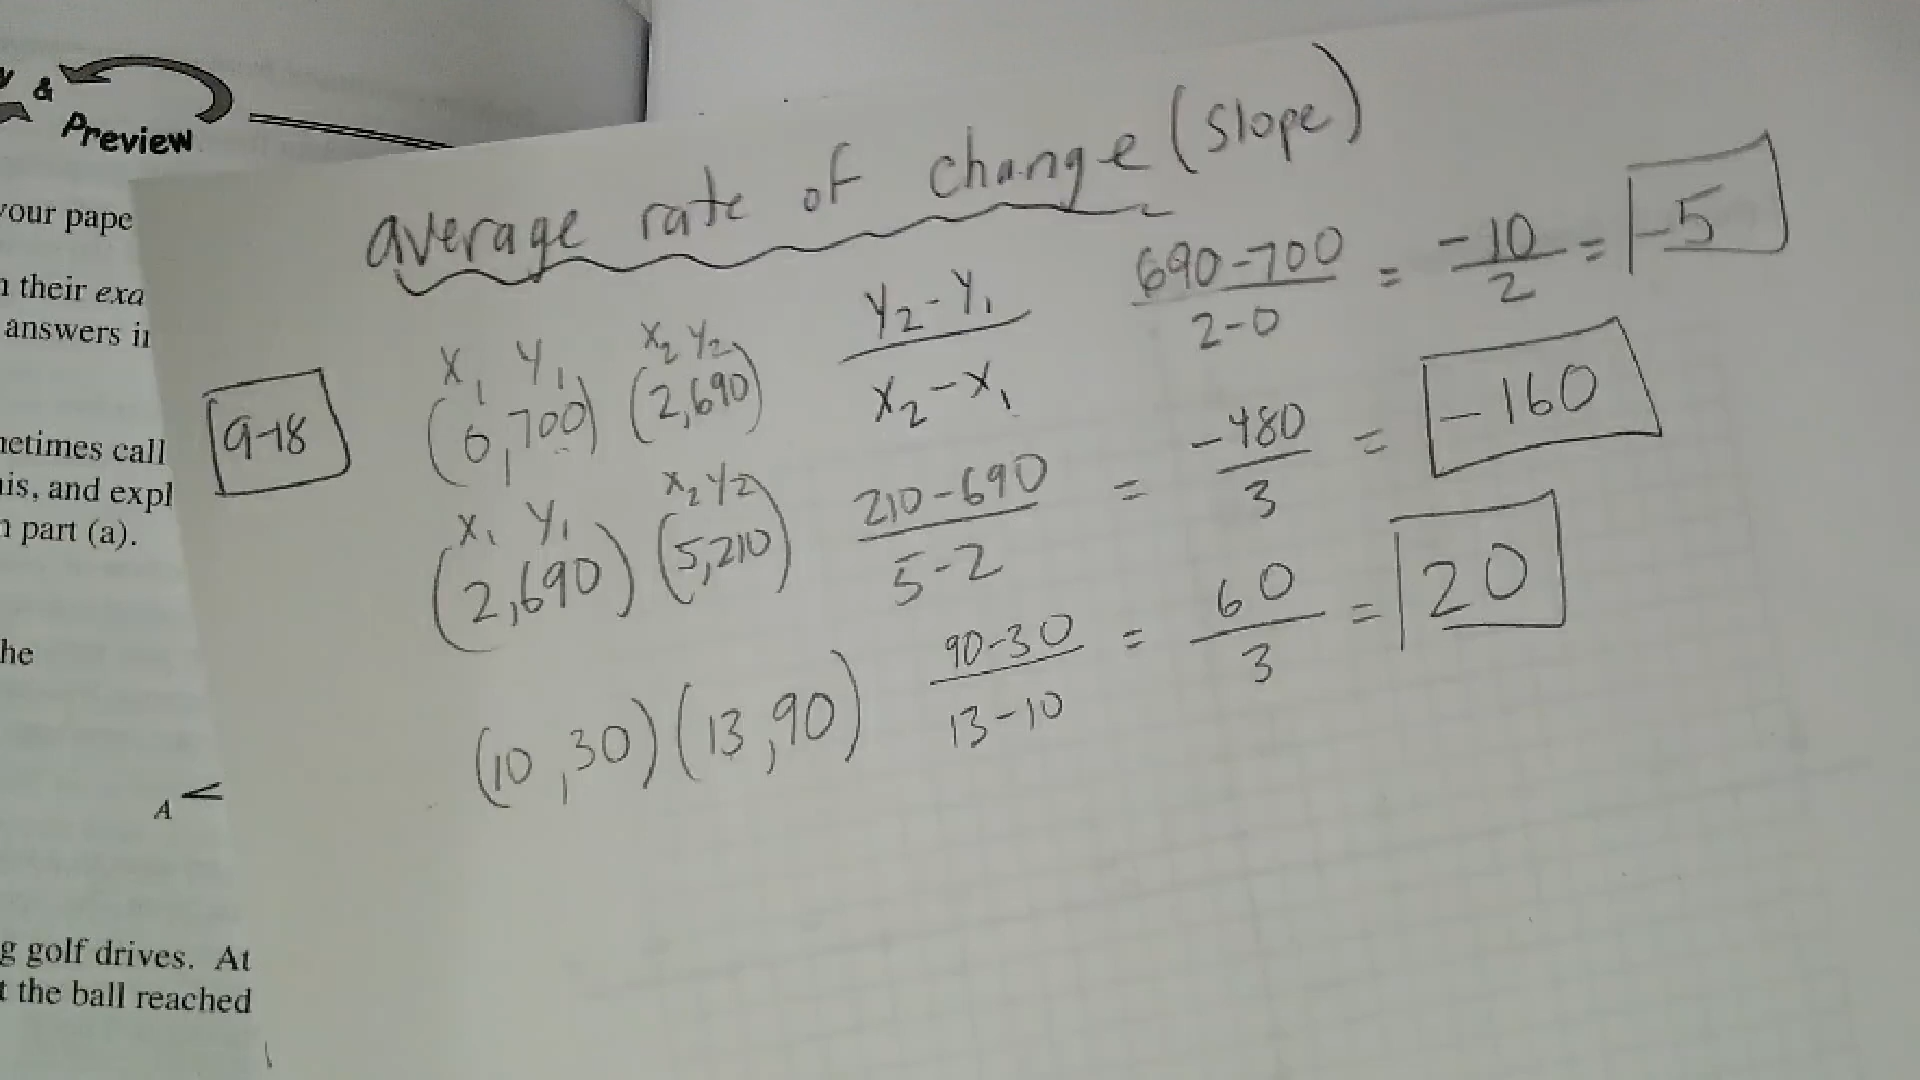 &
Preview
your pape
n their exa
answers in
metimes call
nis, and expl
n part (a).
he
A
g golf drives. At
t the ball reached
average rate of change (slope)
9-18
x₁ y₁ x₂ y₂
(0,700) (2,690)
y₂-y₁
x₂-x₁
690-700 = -10 = -5
2-0 2
x₁ y₁ x₂ y₂
(2,690) (5,210)
210-690 = -480 = -160
5-2 3
(10,30) (13,90)
90-30 = 60 = 20
13-10 3